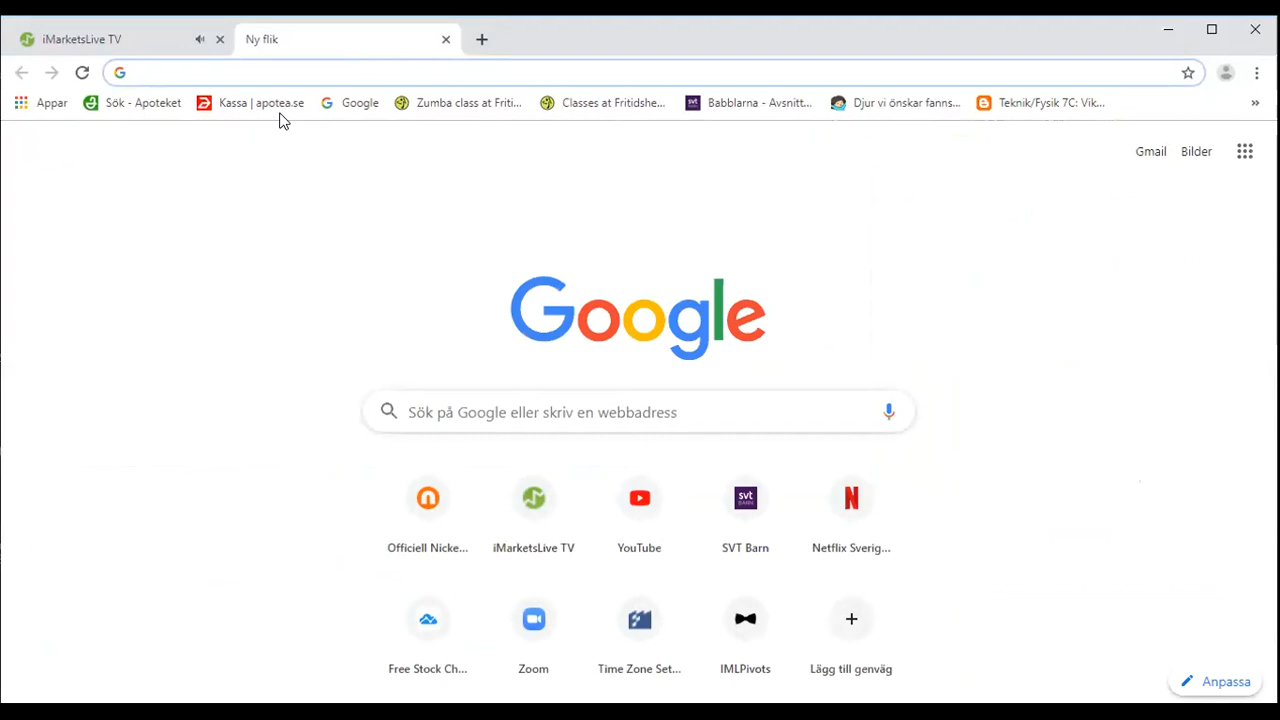 iMarketsLive TV
Ny flik
Appar
Sök - Apoteket
Kassa | apotea.se
Google
Zumba class at Friti...
Classes at Fritidshe...
Babblarna - Avsnitt...
Djur vi önskar fanns...
Teknik/Fysik 7C: Vik...
»
Gmail
Bilder
Google
Sök på Google eller skriv en webbadress
svt
BARN
Officiell Nicke...
iMarketsLive TV
YouTube
SVT Barn
Netflix Sverig...
Free Stock Ch...
Zoom
Time Zone Set...
IMLPivots
Lägg till genväg
Anpassa